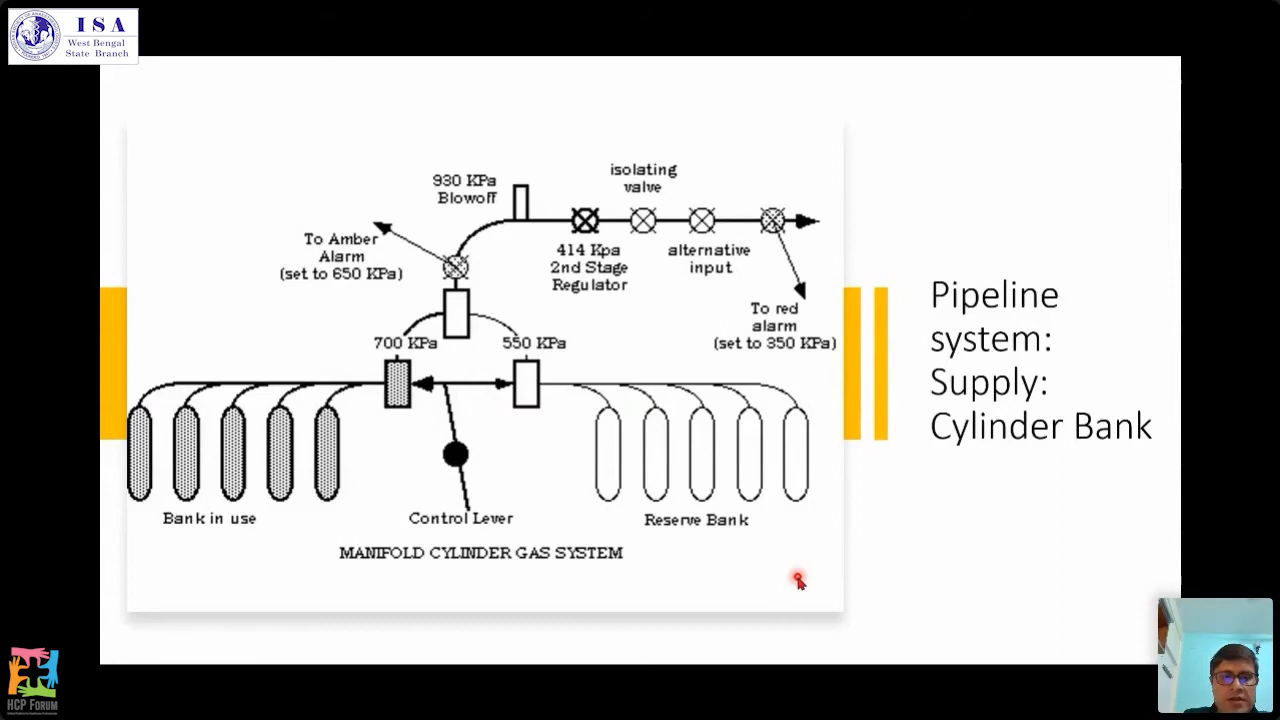 ISA
West Bengal
State Branch
930 KPa
Blowoff
isolating
valve
To Amber
Alarm
(set to 650 KPa)
414 Kpa
2nd Stage
Regulator
alternative
input
To red
alarm
(set to 350 KPa)
700 KPa
550 KPa
Bank in use
Control Lever
Reserve Bank
MANIFOLD CYLINDER GAS SYSTEM
Pipeline
system:
Supply:
Cylinder Bank
HCP FORUM